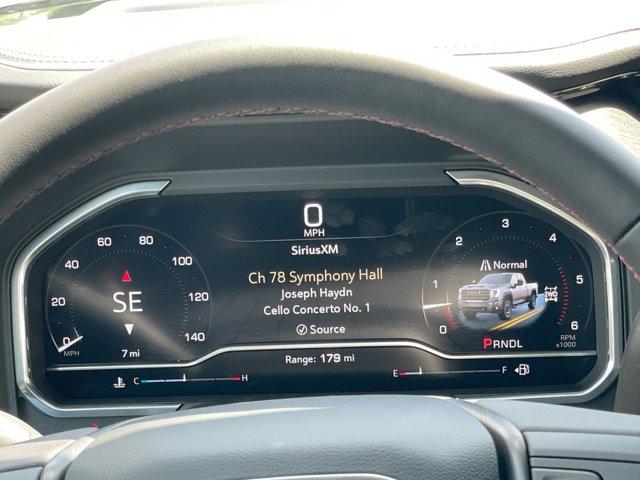 0
MPH
SiriusXM
Ch 78 Symphony Hall
Joseph Haydn
Cello Concerto No. 1
Source
Range: 179 mi
0
20
40
60
80
100
120
140
MPH
SE
7 mi
C H
0
1
2
3
4
5
6
RPM
x1000
Normal
2WD
PRNDL
E F